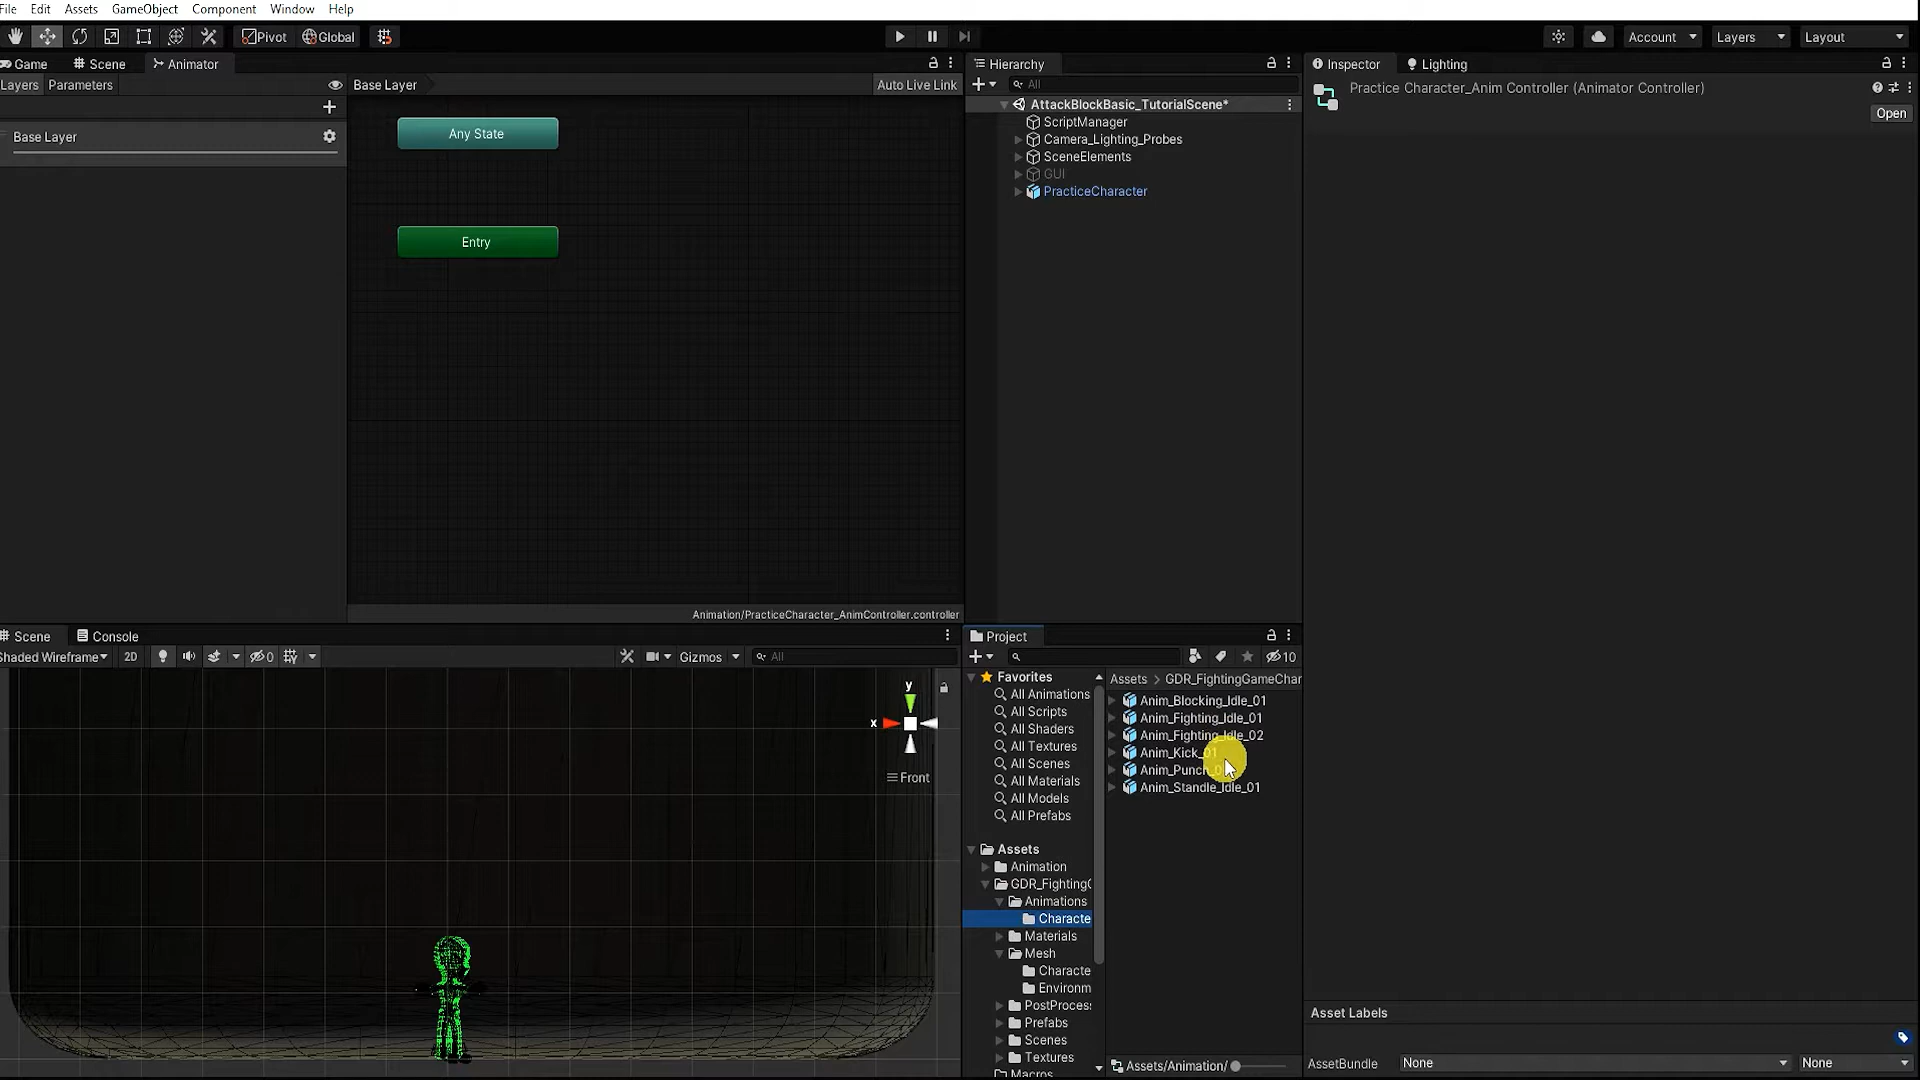 File Edit Assets GameObject Component Window Help
Pivot Global Account Layers Layout
Game Scene Animator
Layers Parameters Base Layer Auto Live Link
Base Layer
Any State
Entry
Animation/PracticeCharacter_AnimController.controller
Hierarchy
All
AttackBlockBasic_TutorialScene*
ScriptManager
Camera_Lighting_Probes
SceneElements
GUI
PracticeCharacter
Inspector Lighting
Practice Character_Anim Controller (Animator Controller)
Open
Scene Console
Shaded Wireframe 2D 0 Gizmos All
y
x
Front
Project
10
Favorites
All Animations
All Scripts
All Shaders
All Textures
All Scenes
All Materials
All Models
All Prefabs
Assets
Animation
GDR_Fighting
Animations
Characte
Materials
Mesh
Characte
Environm
PostProces
Prefabs
Scenes
Textures
Macros
Assets > GDR_FightingGameChar
Anim_Blocking_Idle_01
Anim_Fighting_Idle_01
Anim_Fighting_Idle_02
Anim_Kick_01
Anim_Punch_0
Anim_Standle_Idle_01
Assets/Animation/
Asset Labels
AssetBundle None None